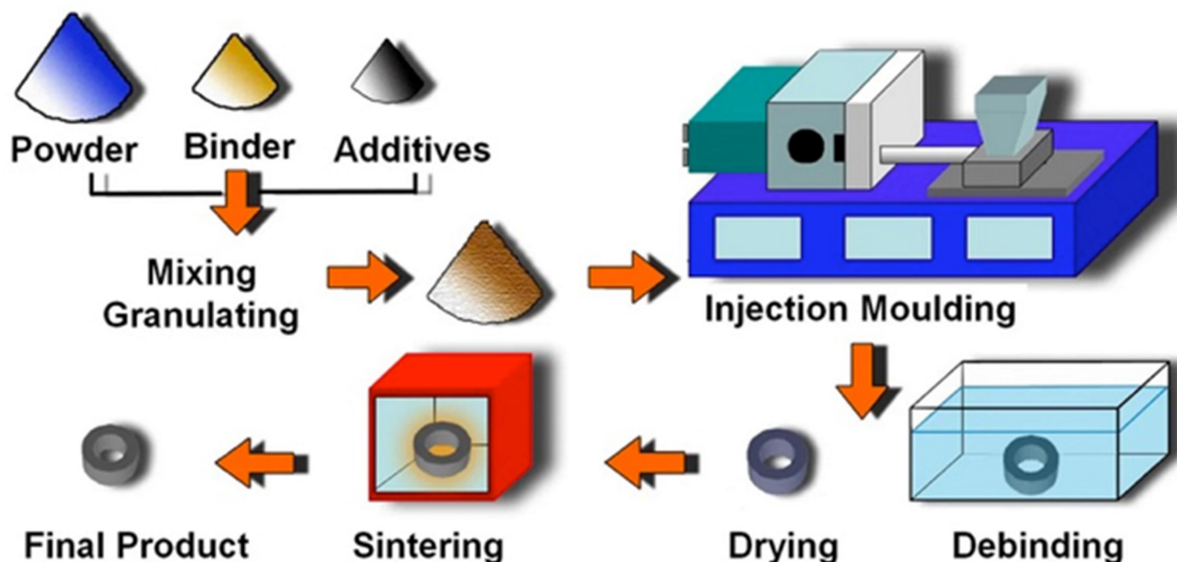 Powder
Binder
Additives
Mixing
Granulating
Injection Moulding
Final Product
Sintering
Drying
Debinding